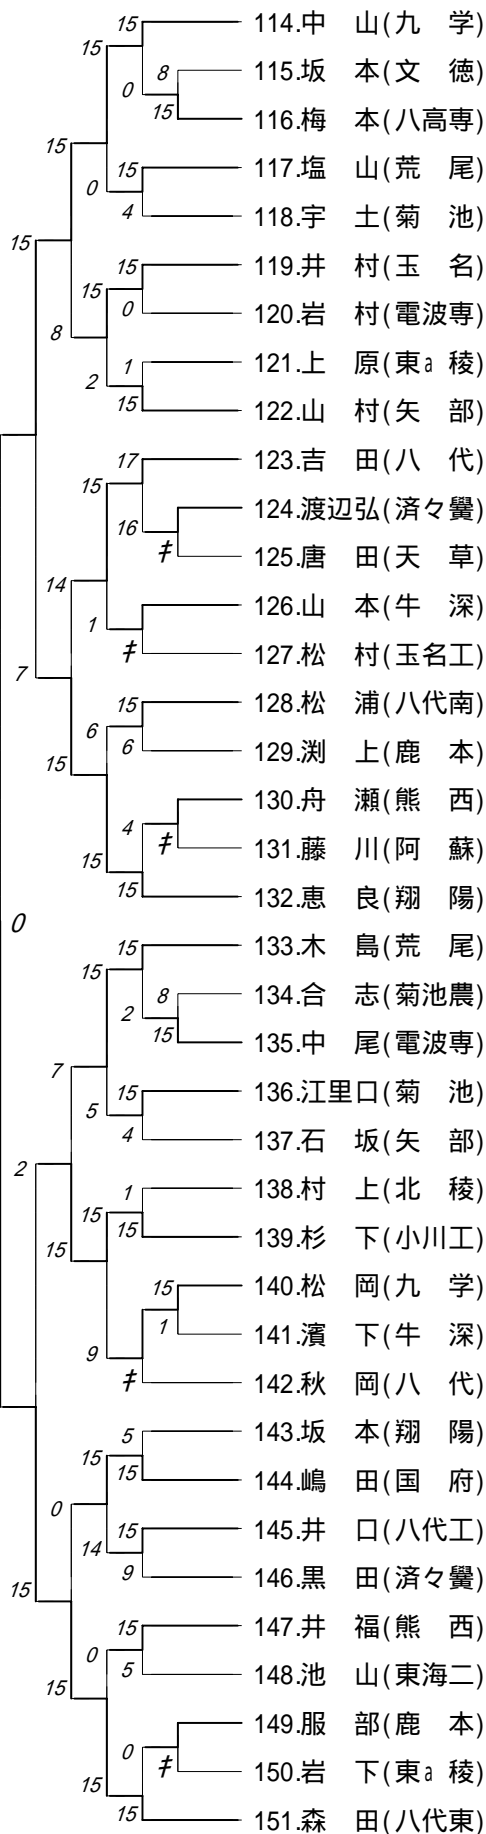 15 114.中　山(九　学)
15
8 115.坂　本(文　徳)
0
15 116.梅　本(八高専)
15
15 117.塩　山(荒　尾)
0
4 118.宇　土(菊　池)
15
15 119.井　村(玉　名)
15
0 120.岩　村(電波専)
8
1 121.上　原(東a 稜)
2
15 122.山　村(矢　部)
17 123.吉　田(八　代)
15
16 124.渡辺弘(済々黌)
≠ 125.唐　田(天　草)
14
1 126.山　本(牛　深)
≠ 127.松　村(玉名工)
7
15 128.松　浦(八代南)
6
6 129.渕　上(鹿　本)
15
4 130.舟　瀬(熊　西)
≠ 131.藤　川(阿　蘇)
15
15 132.恵　良(翔　陽)
0
15 133.木　島(荒　尾)
15
8 134.合　志(菊池農)
2
15 135.中　尾(電波専)
7
15 136.江里口(菊　池)
5
4 137.石　坂(矢　部)
2
1 138.村　上(北　稜)
15
15 139.杉　下(小川工)
15
15 140.松　岡(九　学)
1 141.濱　下(牛　深)
9
≠ 142.秋　岡(八　代)
5 143.坂　本(翔　陽)
15
15 144.嶋　田(国　府)
0
15 145.井　口(八代工)
14
9 146.黒　田(済々黌)
15
15 147.井　福(熊　西)
0
5 148.池　山(東海二)
15
149.服　部(鹿　本)
0
≠ 150.岩　下(東a 稜)
15
15 151.森　田(八代東)